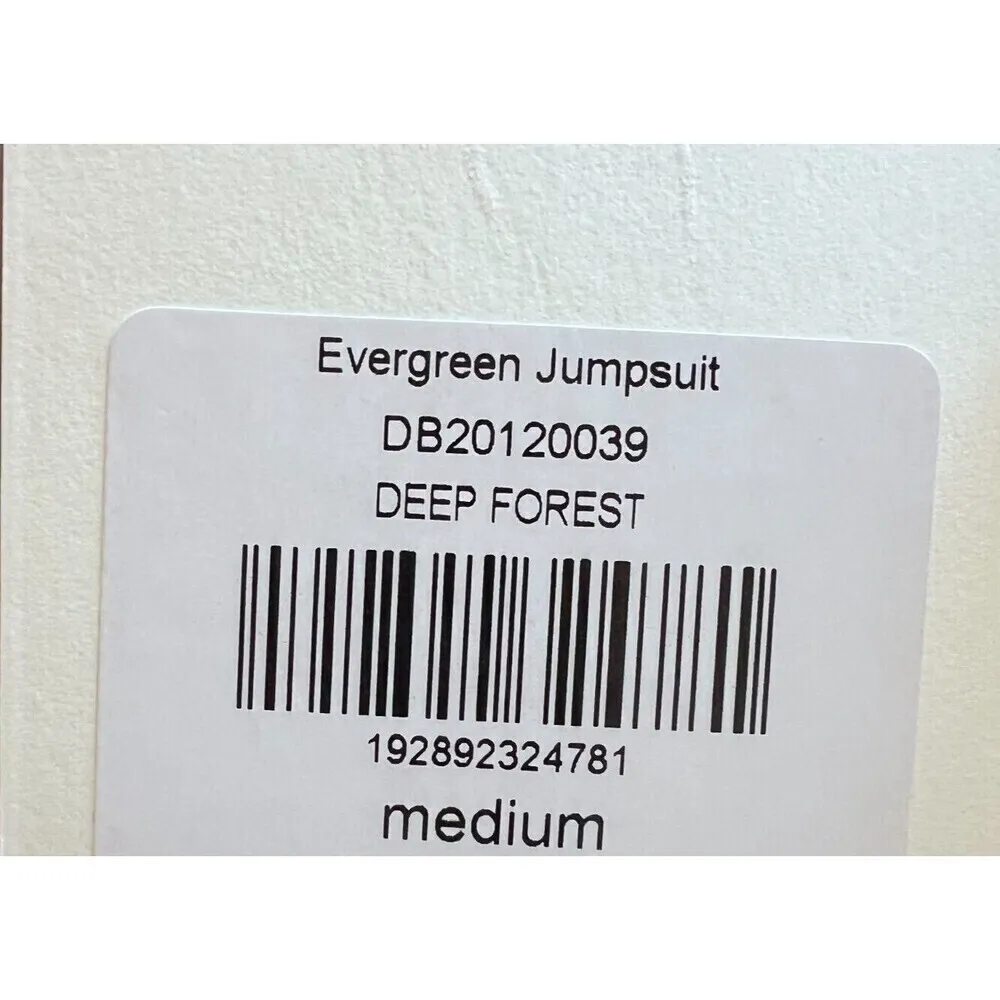 Evergreen Jumpsuit
DB20120039
DEEP FOREST
192892324781
medium